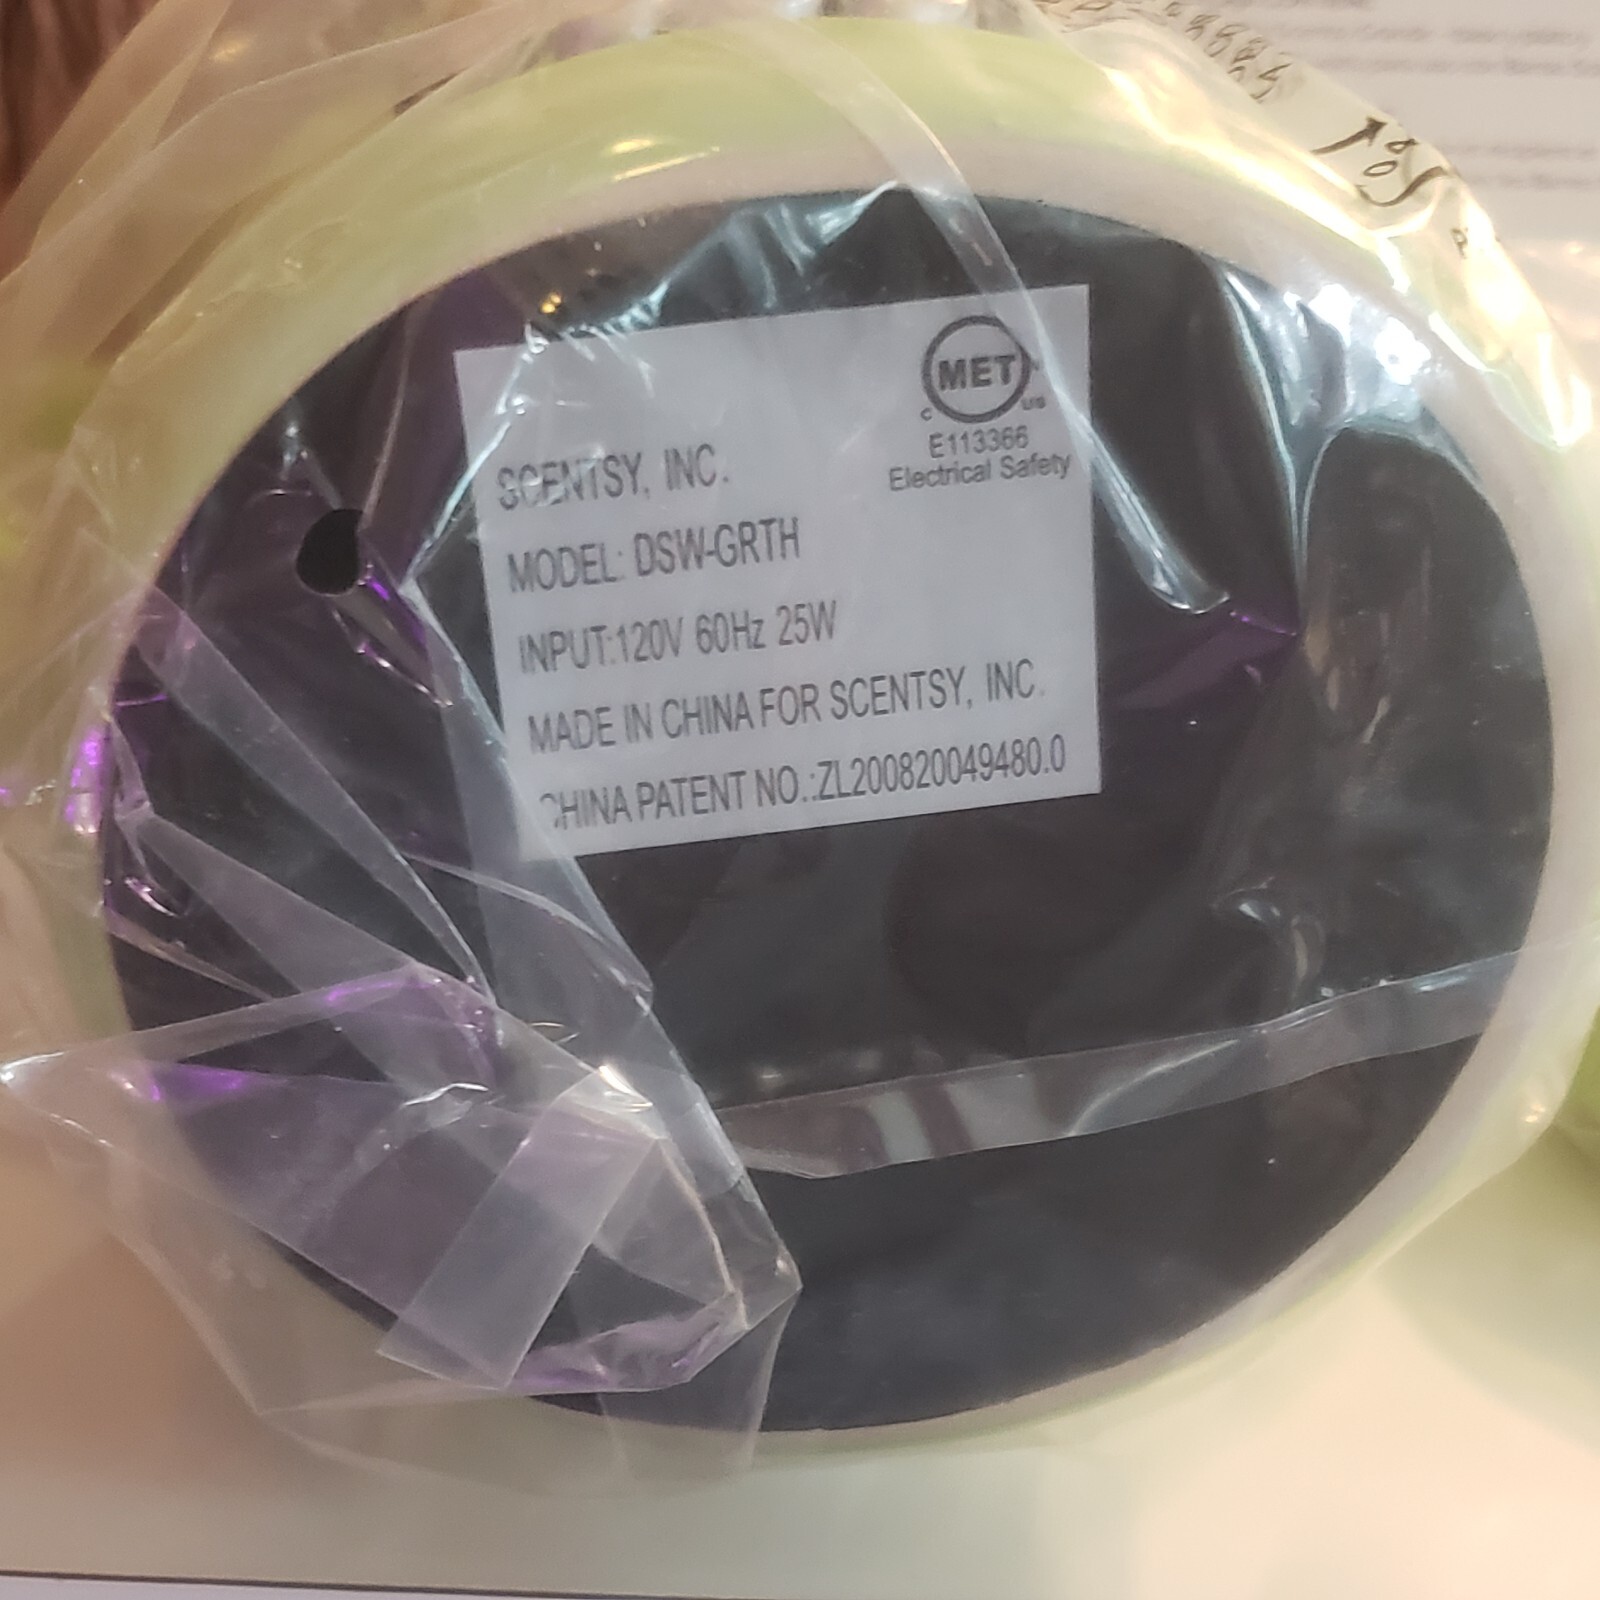 MET
C US
E113366
Electrical Safety
SCENTSY, INC.
MODEL: DSW-GRTH
INPUT:120V 60Hz 25W
MADE IN CHINA FOR SCENTSY, INC.
CHINA PATENT NO.:ZL200820049480.0